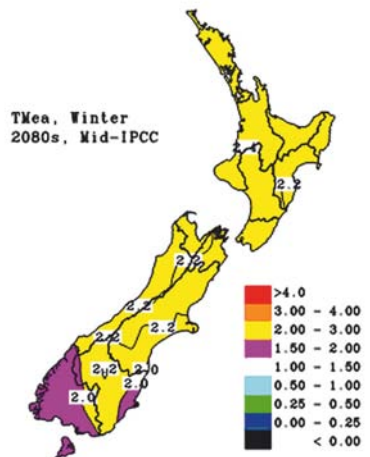 TMea, Winter
2080s, Mid-IPCC
2.2
2.2
2.2
2.2
2.0
2.0
2.0
>4.0
3.00 - 4.00
2.00 - 3.00
1.50 - 2.00
1.00 - 1.50
0.50 - 1.00
0.25 - 0.50
0.00 - 0.25
< 0.00